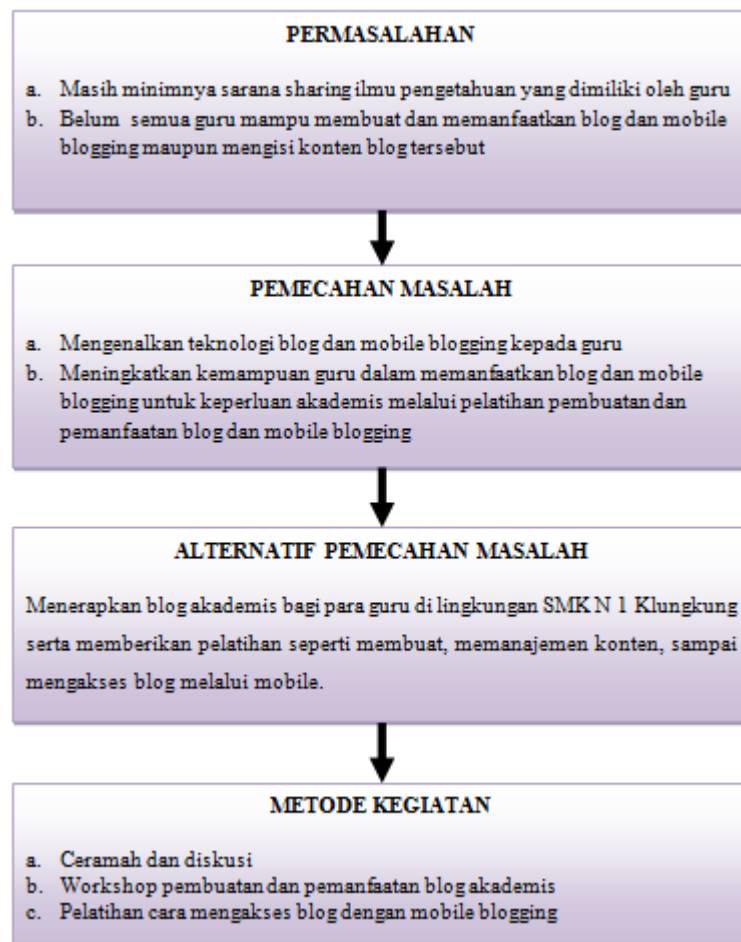 PERMASALAHAN
a. Masih minimnya sarana sharing ilmu pengetahuan yang dimiliki oleh guru
b. Belum semua guru mampu membuat dan memanfaatkan blog dan mobile
blogging maupun mengisi konten blog tersebut
PEMECAHAN MASALAH
a. Mengenalkan teknologi blog dan mobile blogging kepada guru
b. Meningkatkan kemampuan guru dalam memanfaatkan blog dan mobile
blogging untuk keperluan akademis melalui pelatihan pembuatan dan
pemanfaatan blog dan mobile blogging
ALTERNATIF PEMECAHAN MASALAH
Menerapkan blog akademis bagi para guru di lingkungan SMK N 1 Klungkung
serta memberikan pelatihan seperti membuat, memanajemen konten, sampai
mengakses blog melalui mobile.
METODE KEGIATAN
a. Ceramah dan diskusi
b. Workshop pembuatan dan pemanfaatan blog akademis
c. Pelatihan cara mengakses blog dengan mobile blogging